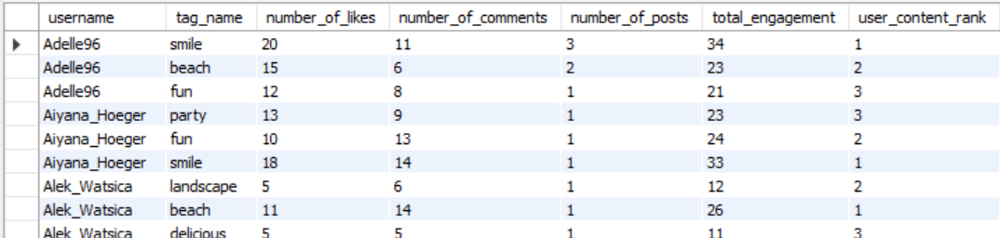 username tag_name number_of_likes number_of_comments number_of_posts total_engagement user_content_rank
Adelle96 smile 20 11 3 34 1
Adelle96 beach 15 6 2 23 2
Adelle96 fun 12 8 1 21 3
Aiyana_Hoeger party 13 9 1 23 3
Aiyana_Hoeger fun 10 13 1 24 2
Aiyana_Hoeger smile 18 14 1 33 1
Alek_Watsica landscape 5 6 1 12 2
Alek_Watsica beach 11 14 1 26 1
Alek_Watsica delicious 5 5 1 11 3